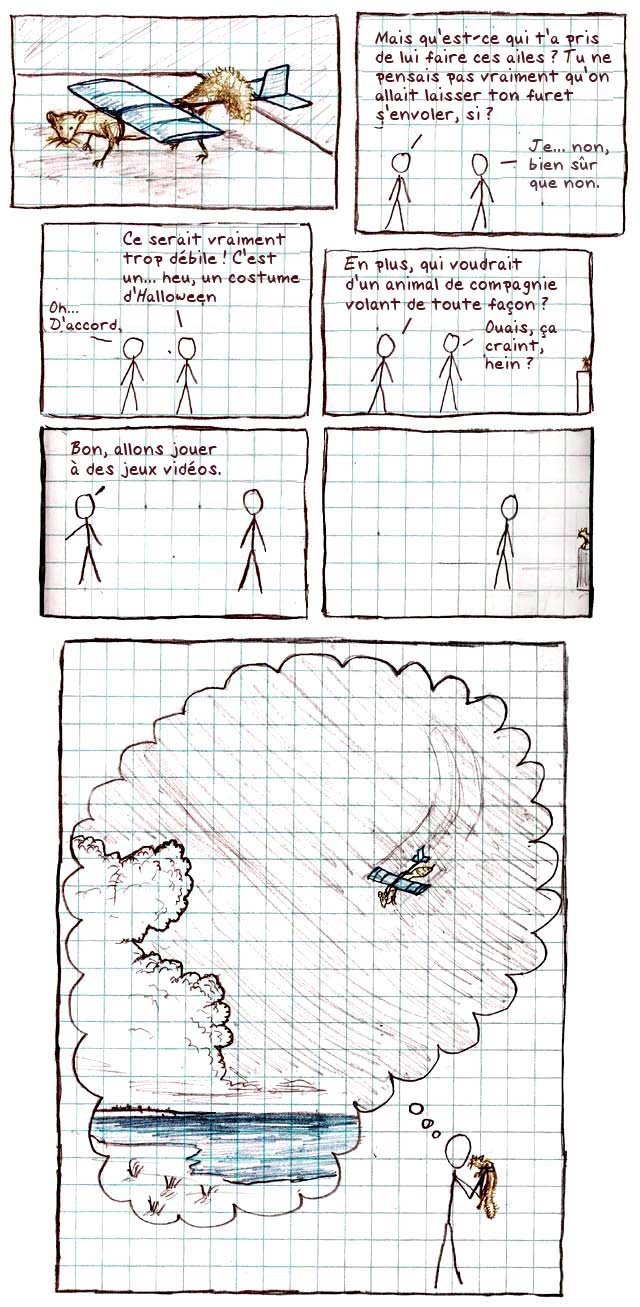 Mais qu'est-ce qui t'a pris
de lui faire ces ailes ? Tu ne
pensais pas vraiment qu'on
allait laisser ton furet
s'envoler, si ?
Je... non,
bien sûr
que non.
Ce serait vraiment
trop débile ! C'est
un... heu, un costume
d'Halloween
Oh...
D'accord.
En plus, qui voudrait
d'un animal de compagnie
volant de toute façon ?
Ouais, ça
craint,
hein ?
Bon, allons jouer
à des jeux vidéos.